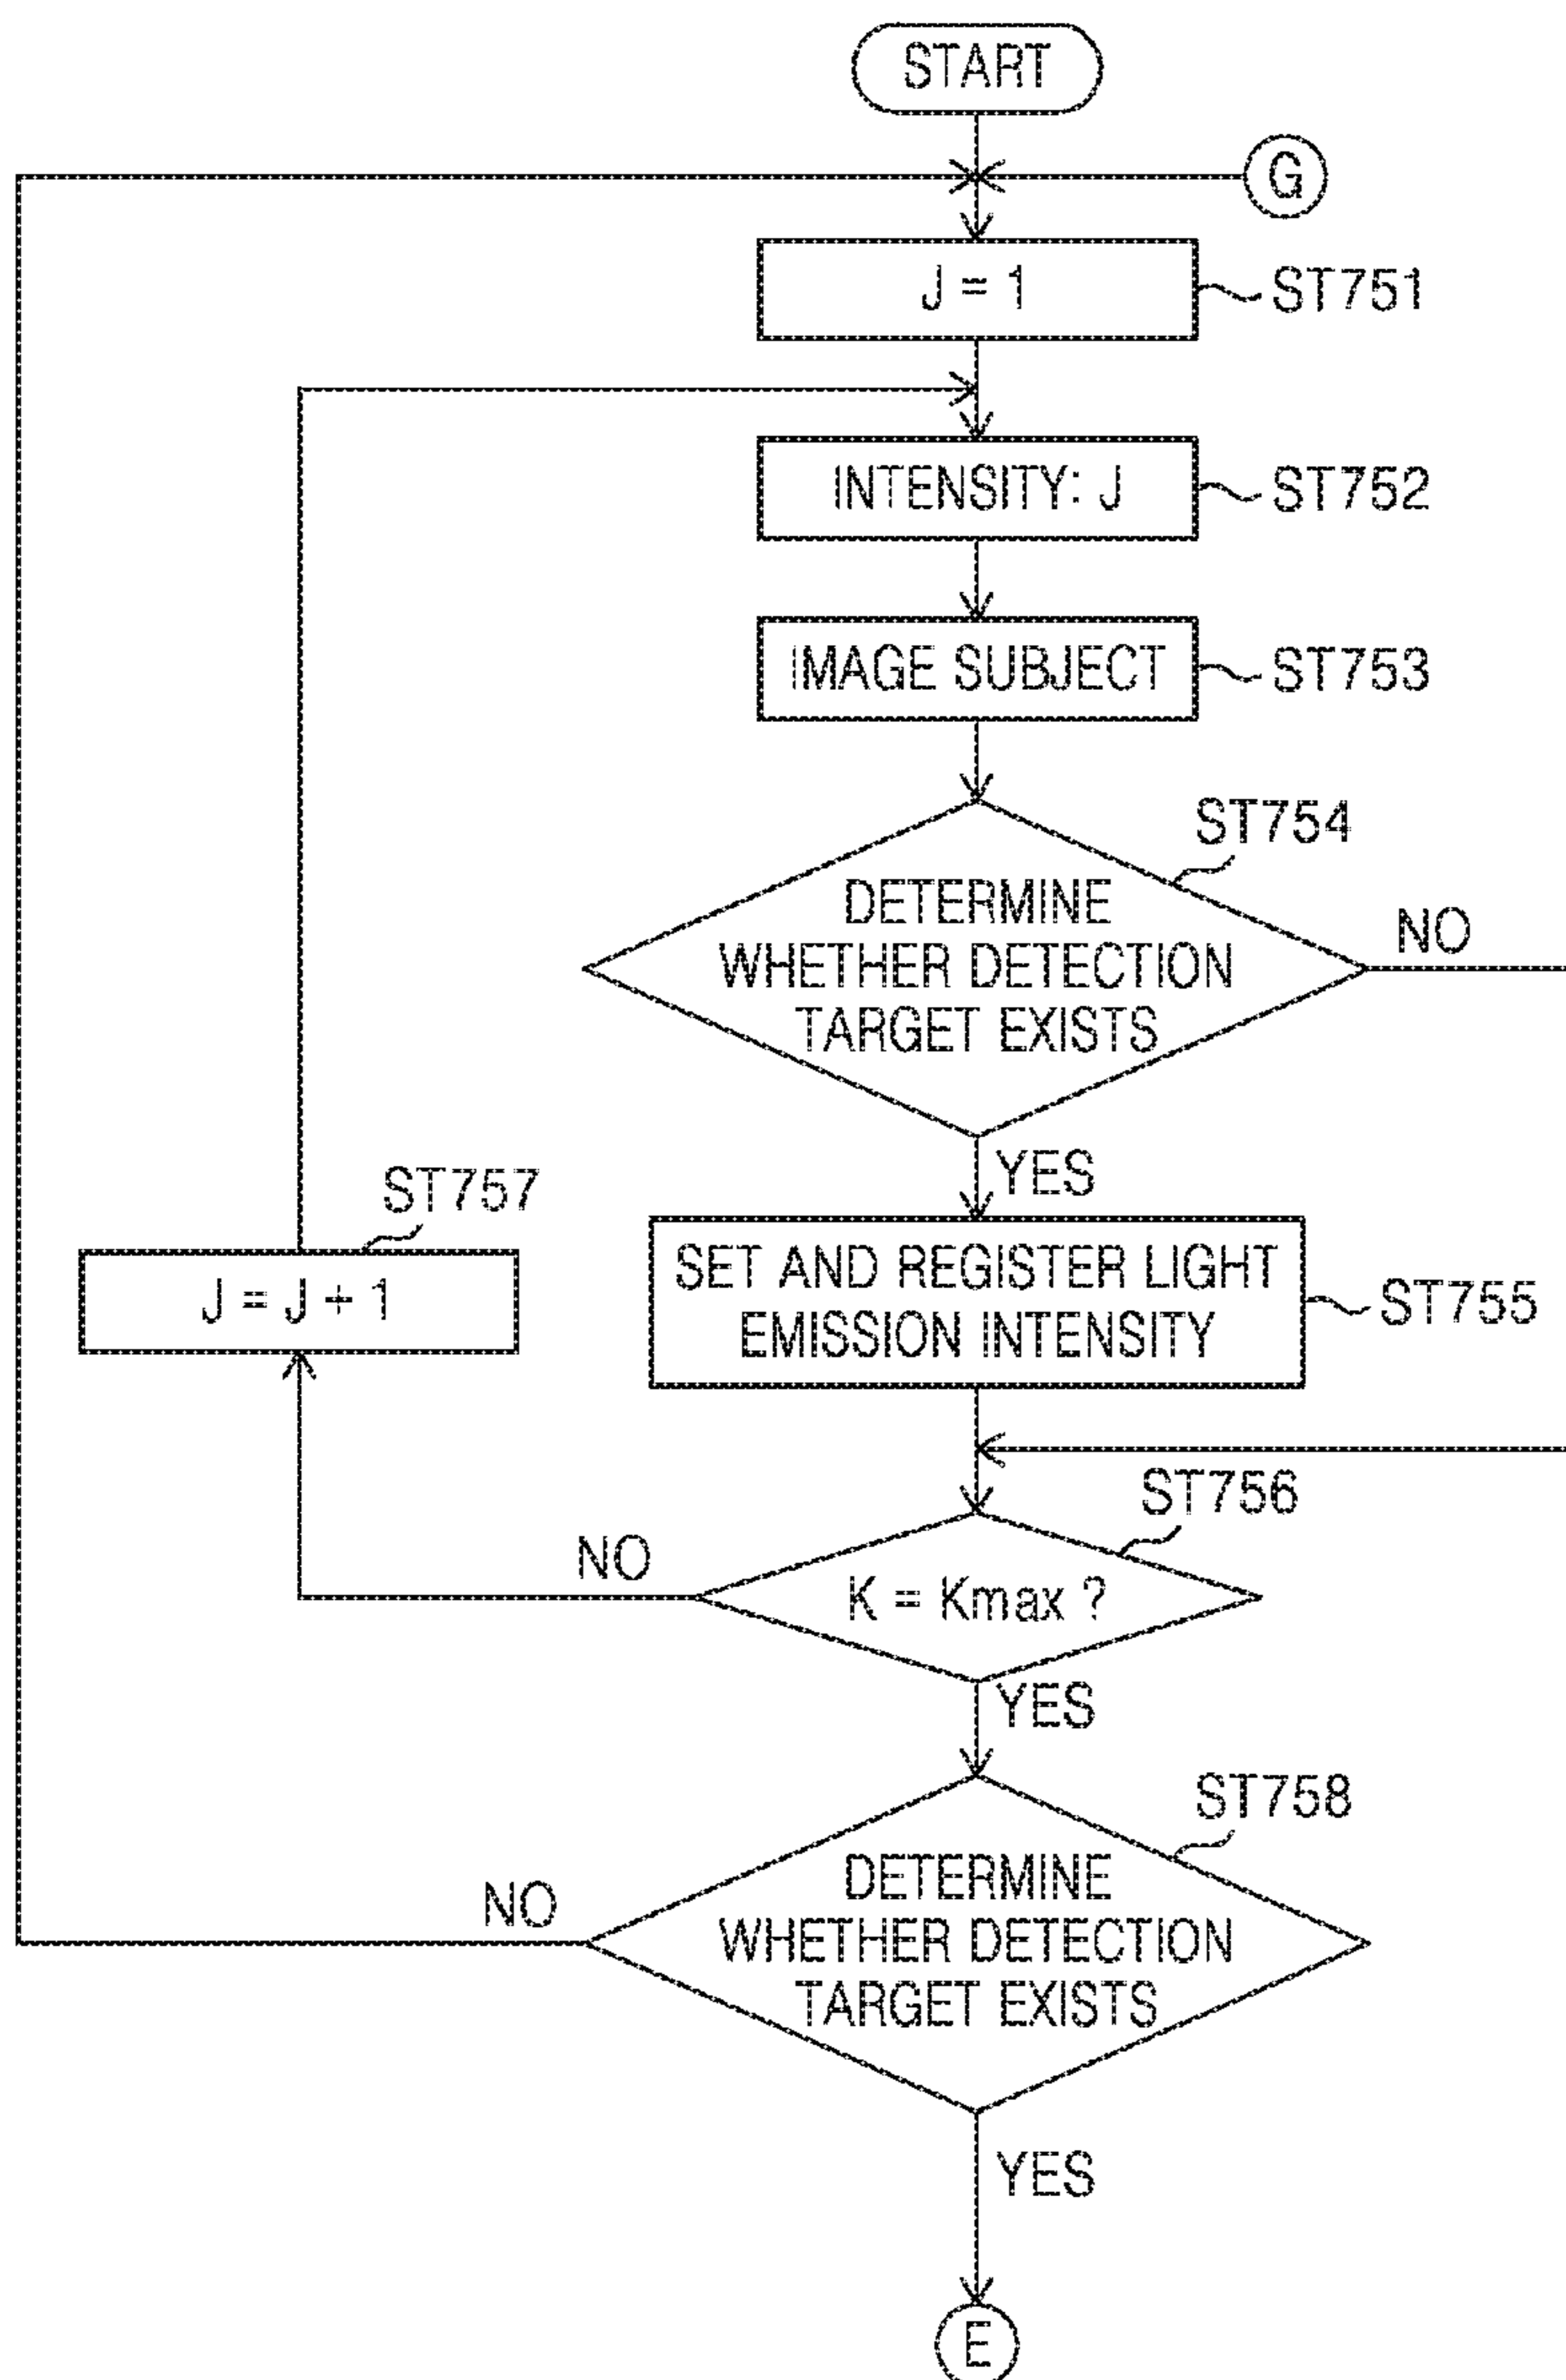 START
G
J = 1
ST751
INTENSITY: J
ST752
IMAGE SUBJECT
ST753
ST754
DETERMINE
WHETHER DETECTION
TARGET EXISTS
NO
YES
ST757
J = J + 1
SET AND REGISTER LIGHT
EMISSION INTENSITY
ST755
ST756
NO
K = Kmax ?
YES
ST758
DETERMINE
WHETHER DETECTION
TARGET EXISTS
NO
YES
E